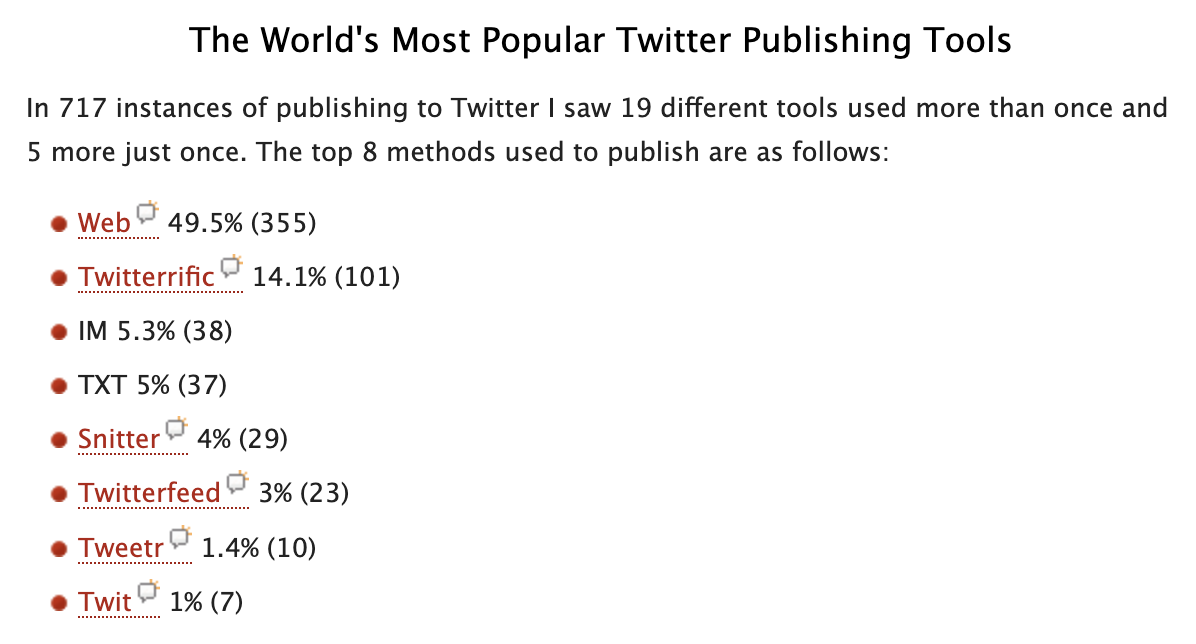 The World's Most Popular Twitter Publishing Tools
In 717 instances of publishing to Twitter I saw 19 different tools used more than once and
5 more just once. The top 8 methods used to publish are as follows:
Web 49.5% (355)
Twitterrific 14.1% (101)
IM 5.3% (38)
TXT 5% (37)
Snitter 4% (29)
Twitterfeed 3% (23)
Tweetr 1.4% (10)
Twit 1% (7)